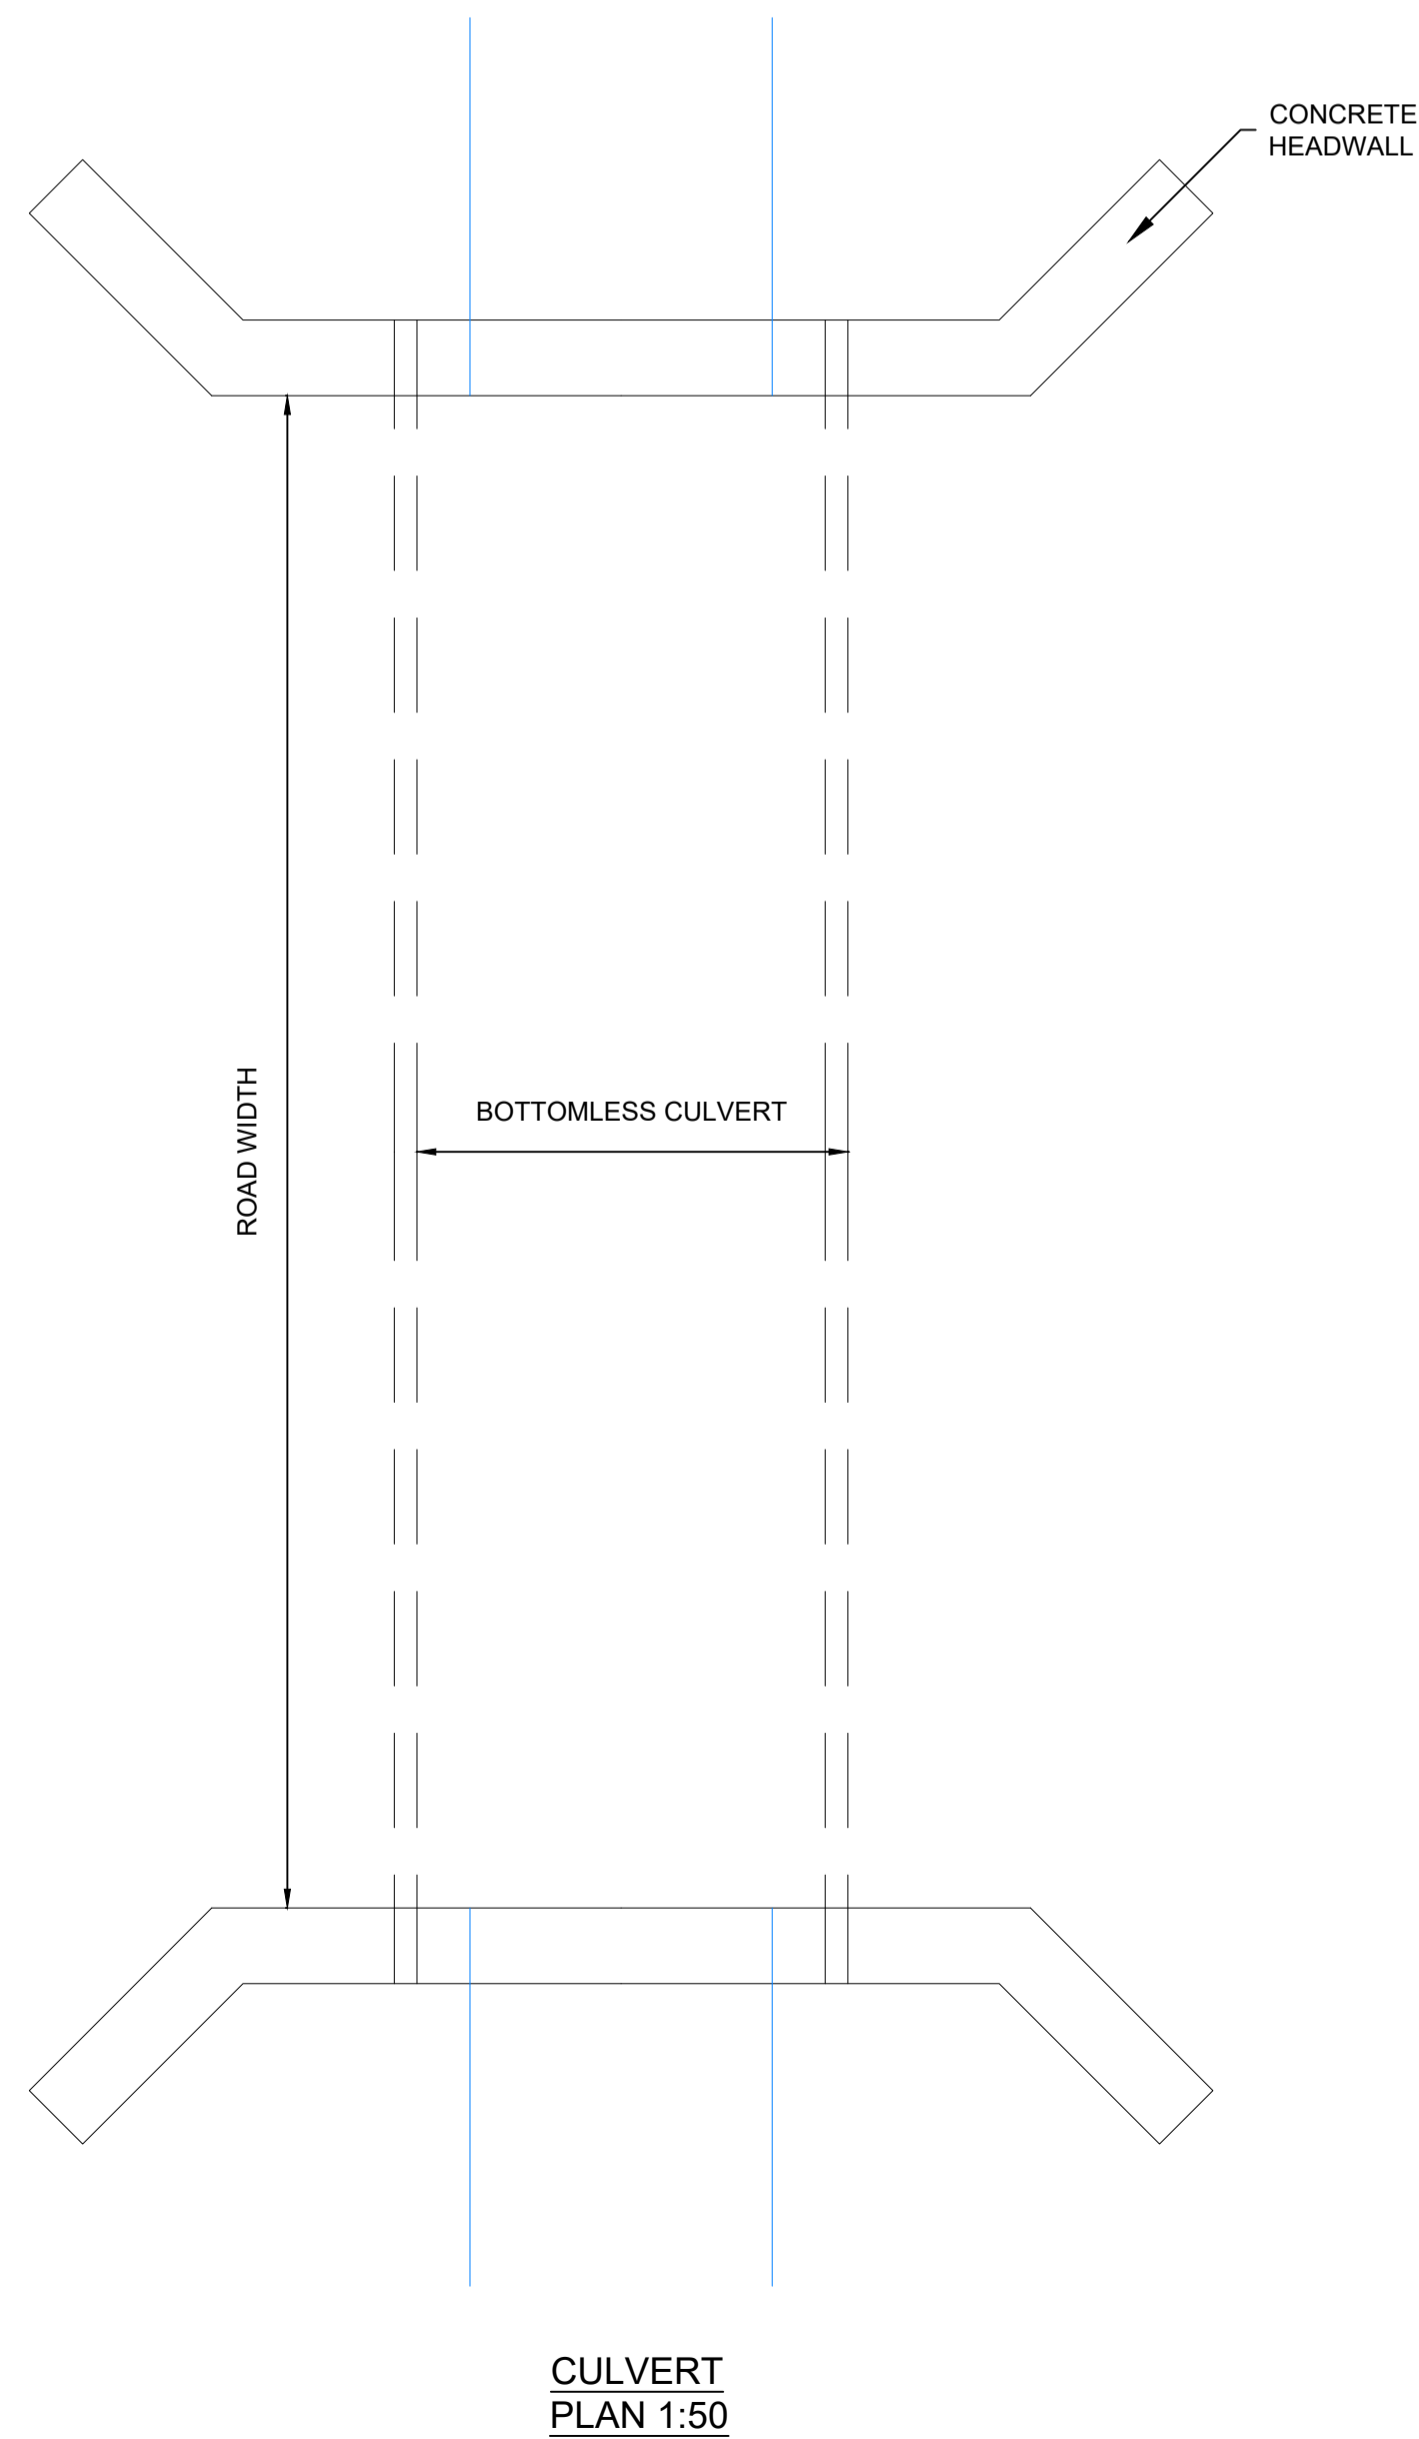 CONCRETE
HEADWALL
BOTTOMLESS CULVERT
ROAD WIDTH
CULVERT
PLAN 1:50